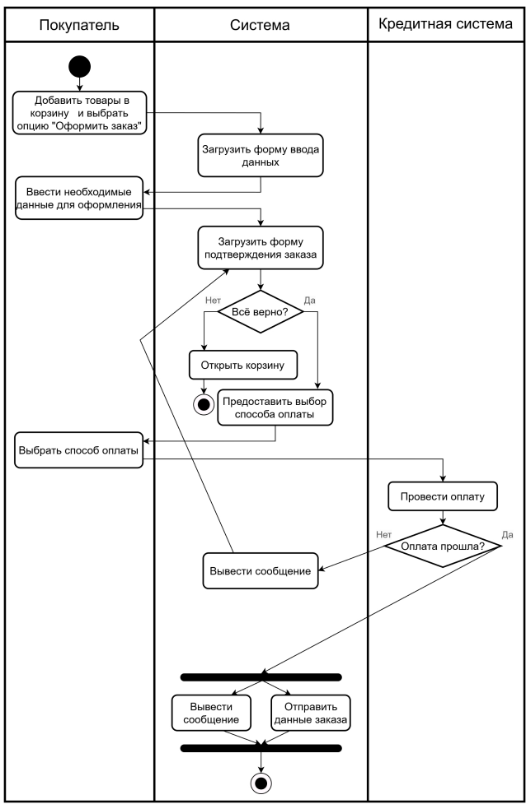 Покупатель
Система
Кредитная система
Добавить товары в
корзину и выбрать
опцию "Оформить заказ"
Загрузить форму ввода
данных
Ввести необходимые
данные для оформления
Загрузить форму
подтверждения заказа
Нет
Да
Всё верно?
Открыть корзину
Предоставить выбор
способа оплаты
Выбрать способ оплаты
Провести оплату
Нет
Да
Оплата прошла?
Вывести сообщение
Вывести
сообщение
Отправить
данные заказа